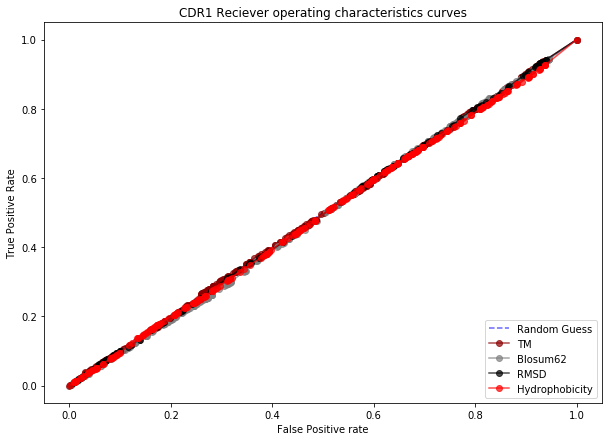 CDR1 Reciever operating characteristics curves
True Positive Rate
1.0
0.8
0.6
0.4
0.2
0.0
0.0 0.2 0.4 0.6 0.8 1.0
False Positive rate
Random Guess
TM
Blosum62
RMSD
Hydrophobicity